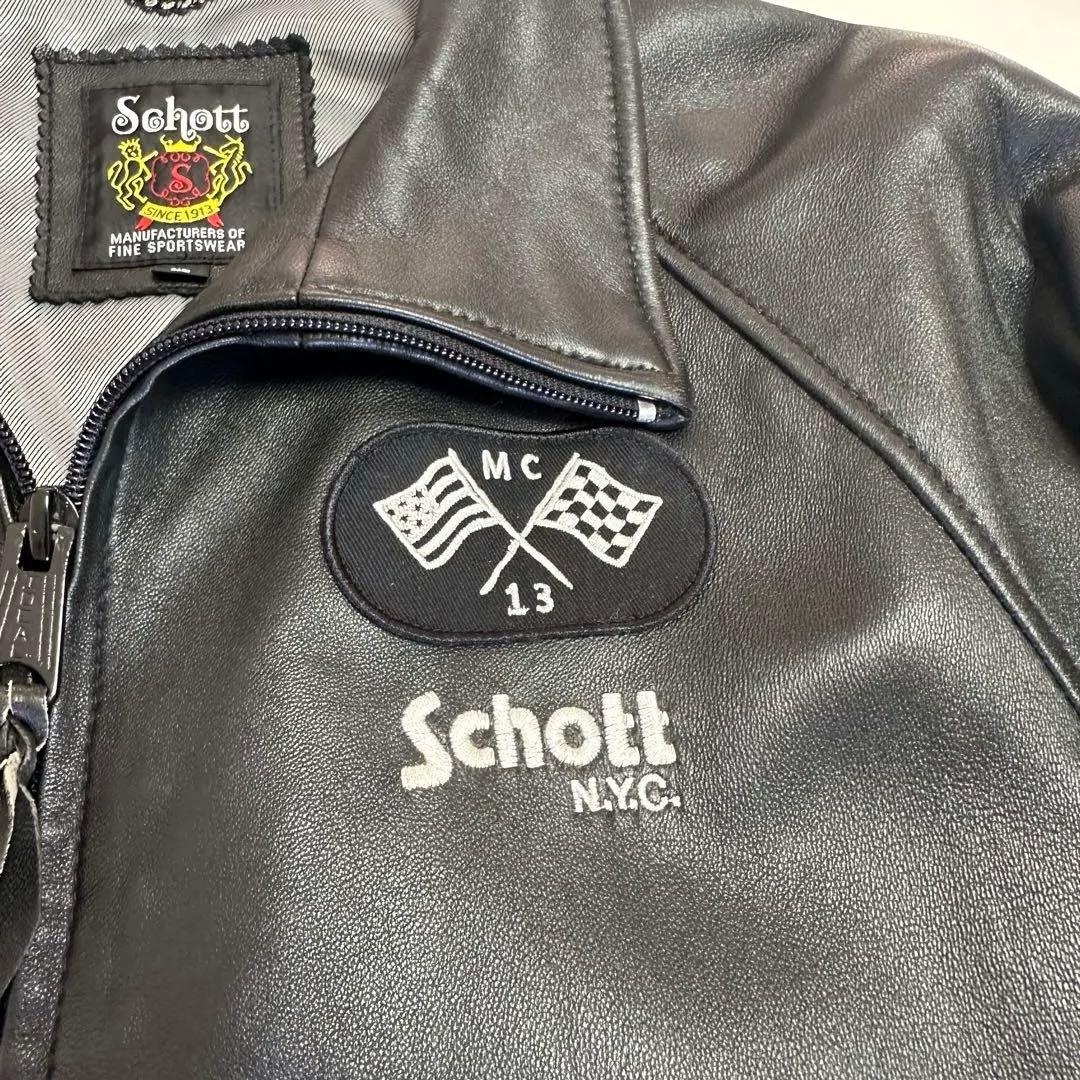 Schott
S
SINCE 1913
MANUFACTURERS OF
FINE SPORTSWEAR
MC
13
Schott
N.Y.C.